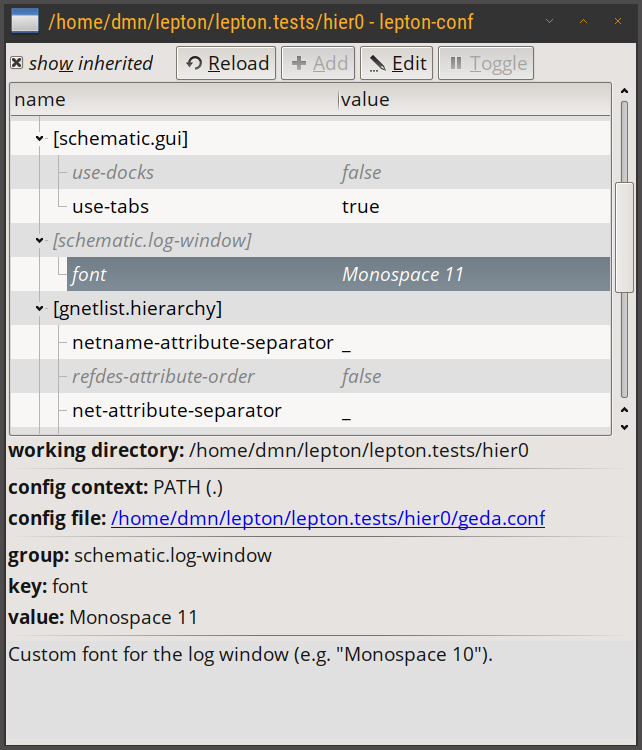 /home/dmn/lepton/lepton.tests/hier0 - lepton-conf
show inherited Reload Add Edit Toggle
name value
[schematic.gui]
use-docks false
use-tabs true
[schematic.log-window]
font Monospace 11
[gnetlist.hierarchy]
netname-attribute-separator _
refdes-attribute-order false
net-attribute-separator _
working directory: /home/dmn/lepton/lepton.tests/hier0
config context: PATH (.)
config file: /home/dmn/lepton/lepton.tests/hier0/geda.conf
group: schematic.log-window
key: font
value: Monospace 11
Custom font for the log window (e.g. "Monospace 10").